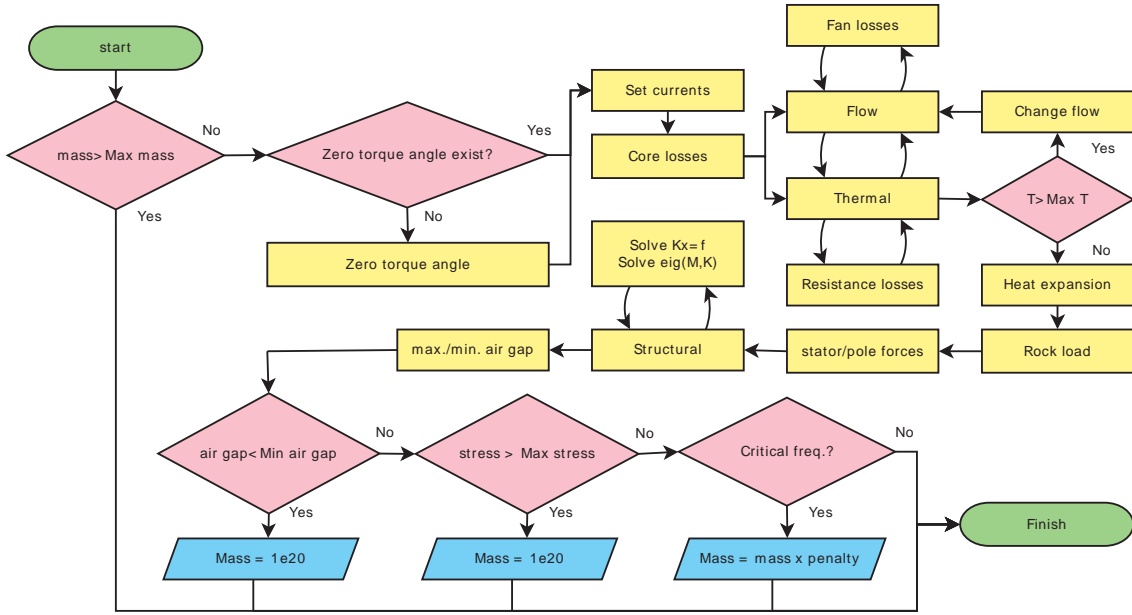 start
Fan losses
Set currents
Flow
Change flow
No
Yes
mass> Max mass
Zero torque angle exist?
Core losses
Yes
Yes
No
Thermal
T> Max T
Zero torque angle
Solve Kx= f
Solve eig(M,K)
No
Resistance losses
Heat expansion
max./min. air gap
Structural
stator/pole forces
Rock load
No
No
No
air gap< Min air gap
stress > Max stress
Critical freq.?
Yes
Yes
Yes
Finish
Mass = 1e20
Mass = 1e20
Mass = mass x penalty